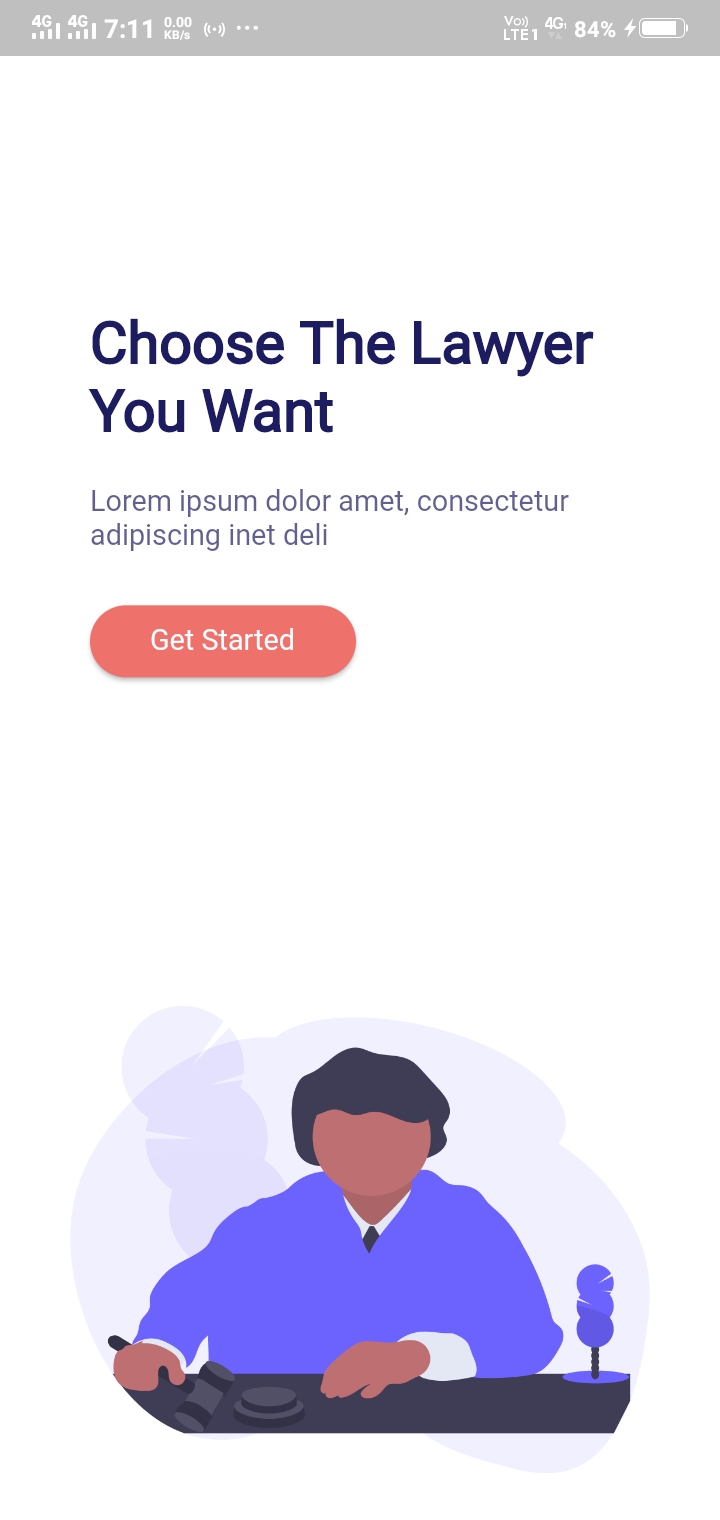 4G 4G 7:11 0.00 KB/s ... Vo)) LTE1 4G 84%
Choose The Lawyer
You Want
Lorem ipsum dolor amet, consectetur
adipiscing inet deli
Get Started